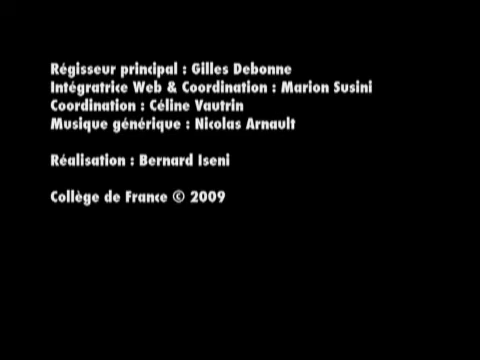 Régisseur principal : Gilles Debonne
Intégratrice Web & Coordination : Marion Susini
Coordination : Céline Vautrin
Musique générique : Nicolas Arnault
Réalisation : Bernard Iseni
Collège de France © 2009